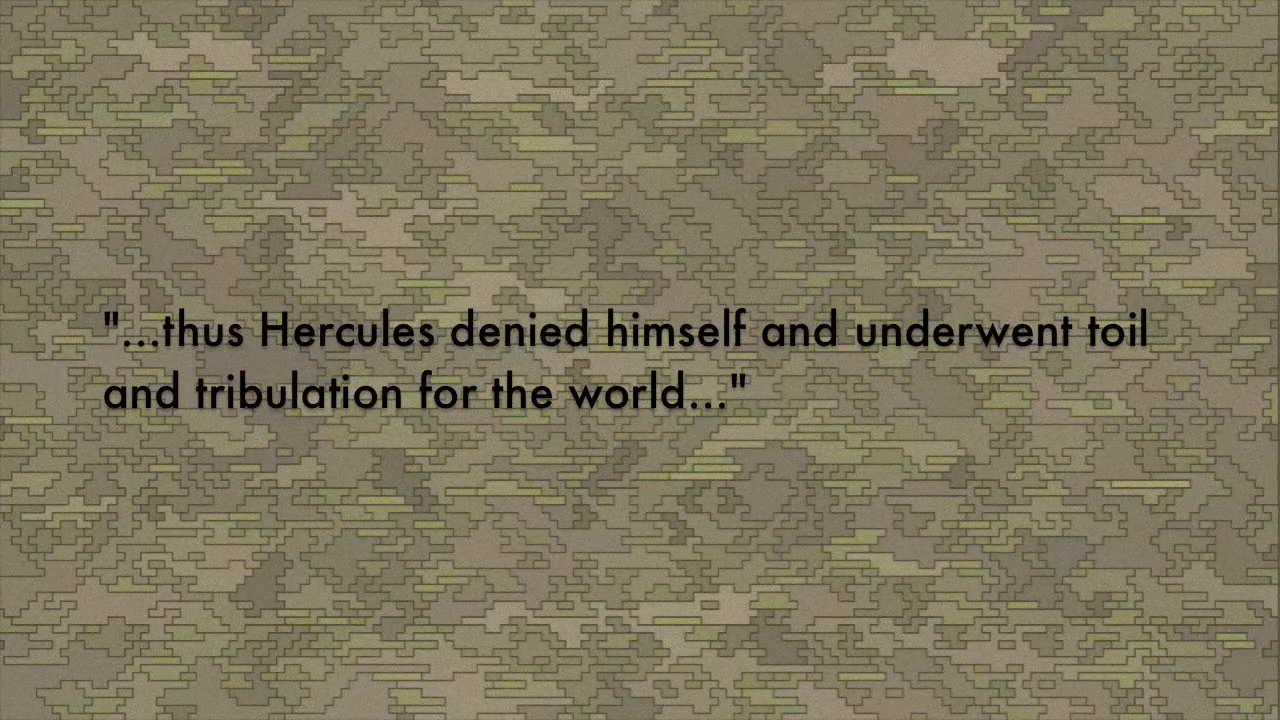 "...thus Hercules denied himself and underwent toil
and tribulation for the world..."